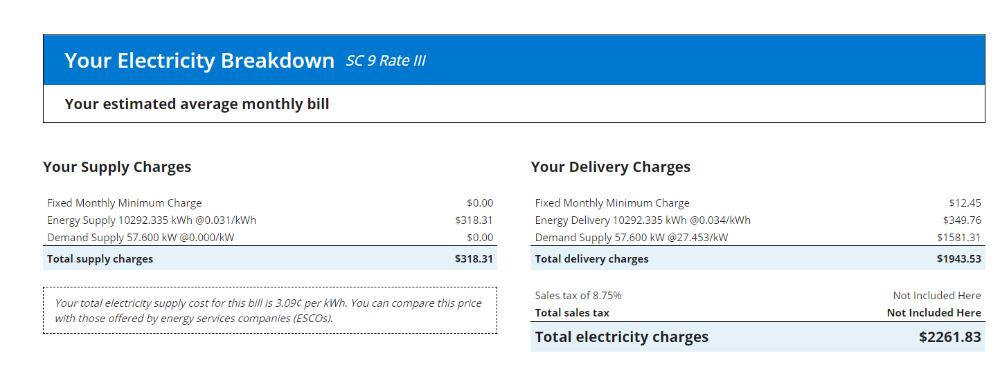 Your Electricity Breakdown SC 9 Rate III
Your estimated average monthly bill
Your Supply Charges
Fixed Monthly Minimum Charge $0.00
Energy Supply 10292.335 kWh @0.031/kWh $318.31
Demand Supply 57.600 kW @0.000/kW $0.00
Total supply charges $318.31
Your total electricity supply cost for this bill is 3.09¢ per kWh. You can compare this price
with those offered by energy services companies (ESCOs).
Your Delivery Charges
Fixed Monthly Minimum Charge $12.45
Energy Delivery 10292.335 kWh @0.034/kWh $349.76
Demand Supply 57.600 kW @27.453/kW $1581.31
Total delivery charges $1943.53
Sales tax of 8.75% Not Included Here
Total sales tax Not Included Here
Total electricity charges $2261.83